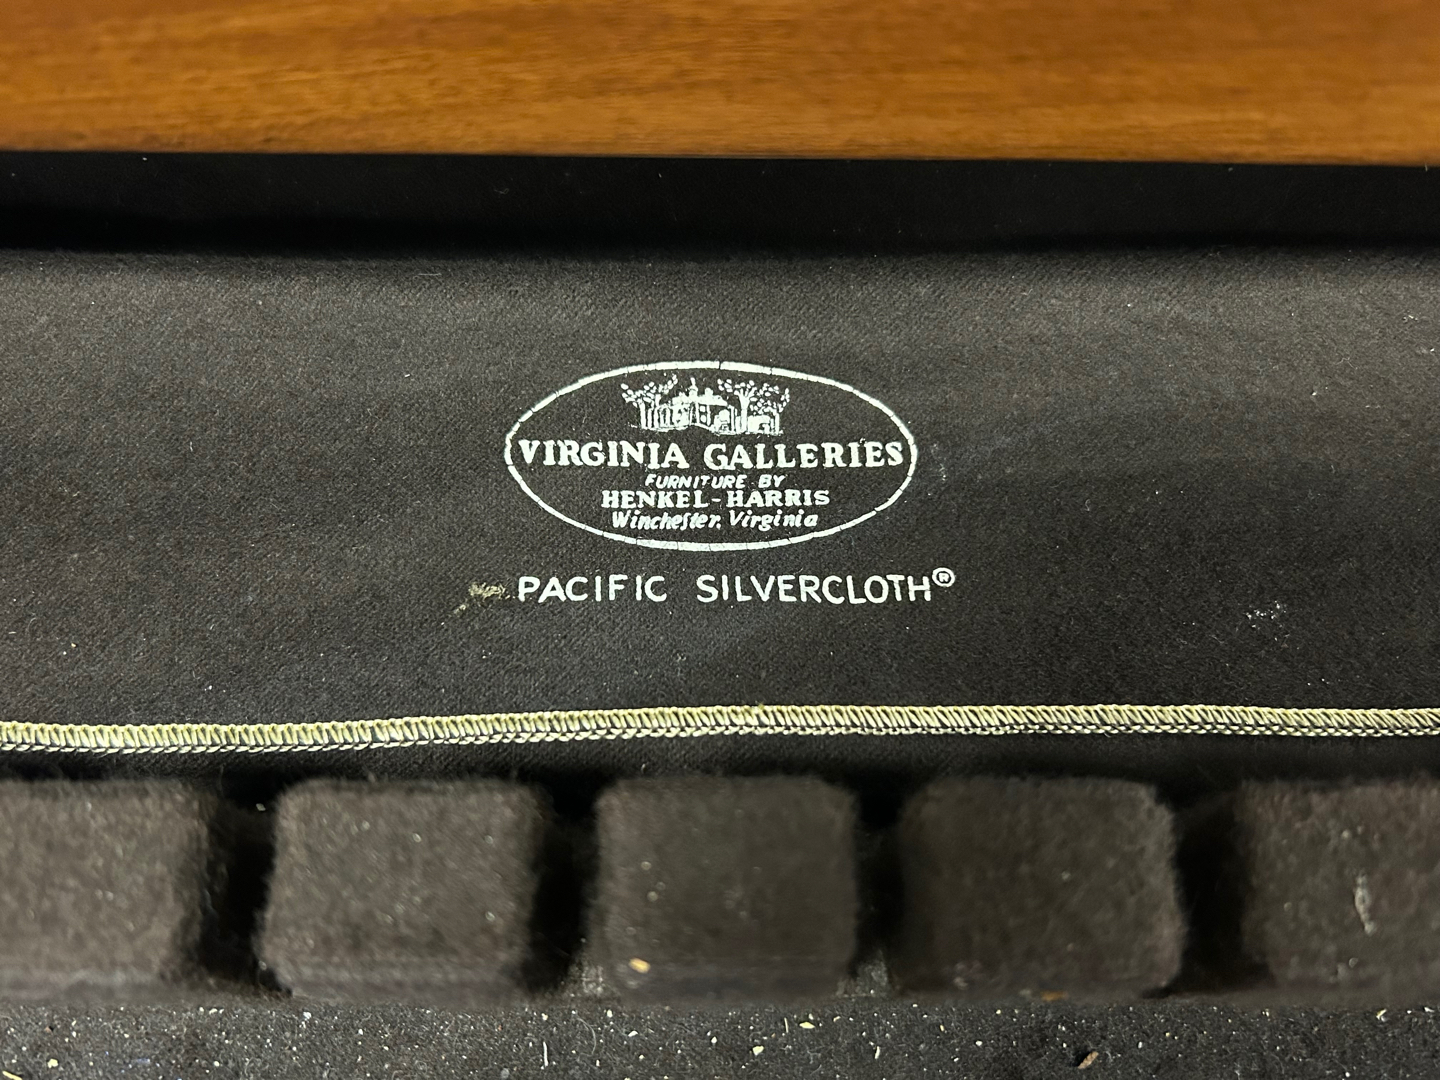 VIRGINIA GALLERIES
FURNITURE BY
HENKEL-HARRIS
Winchester, Virginia
PACIFIC SILVERCLOTH®